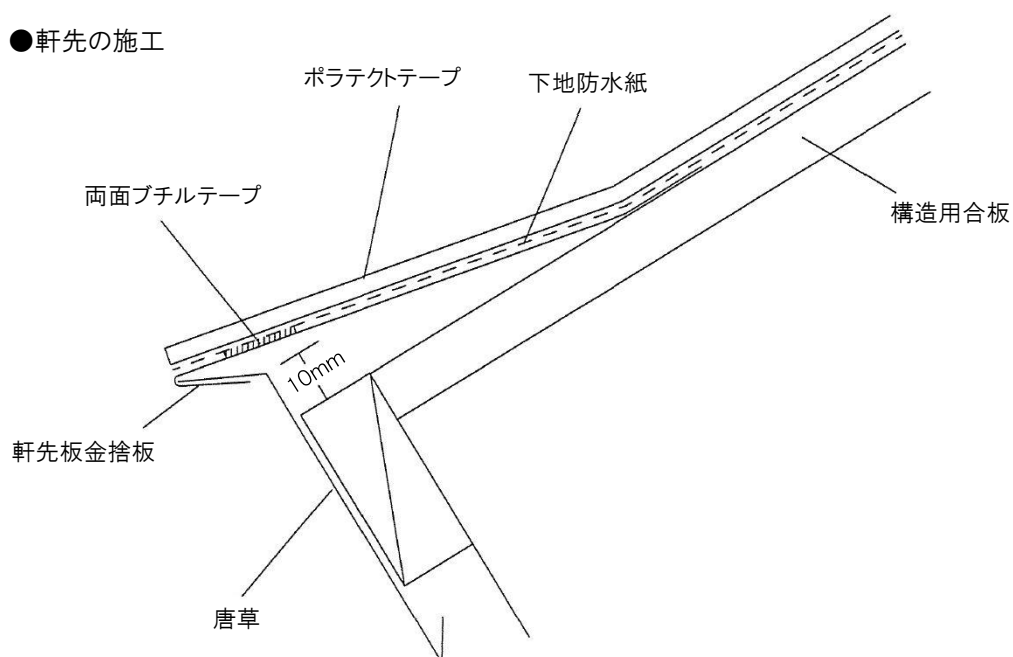 ●軒先の施工
ポラテクトテープ
下地防水紙
両面ブチルテープ
構造用合板
10mm
軒先板金捨板
唐草